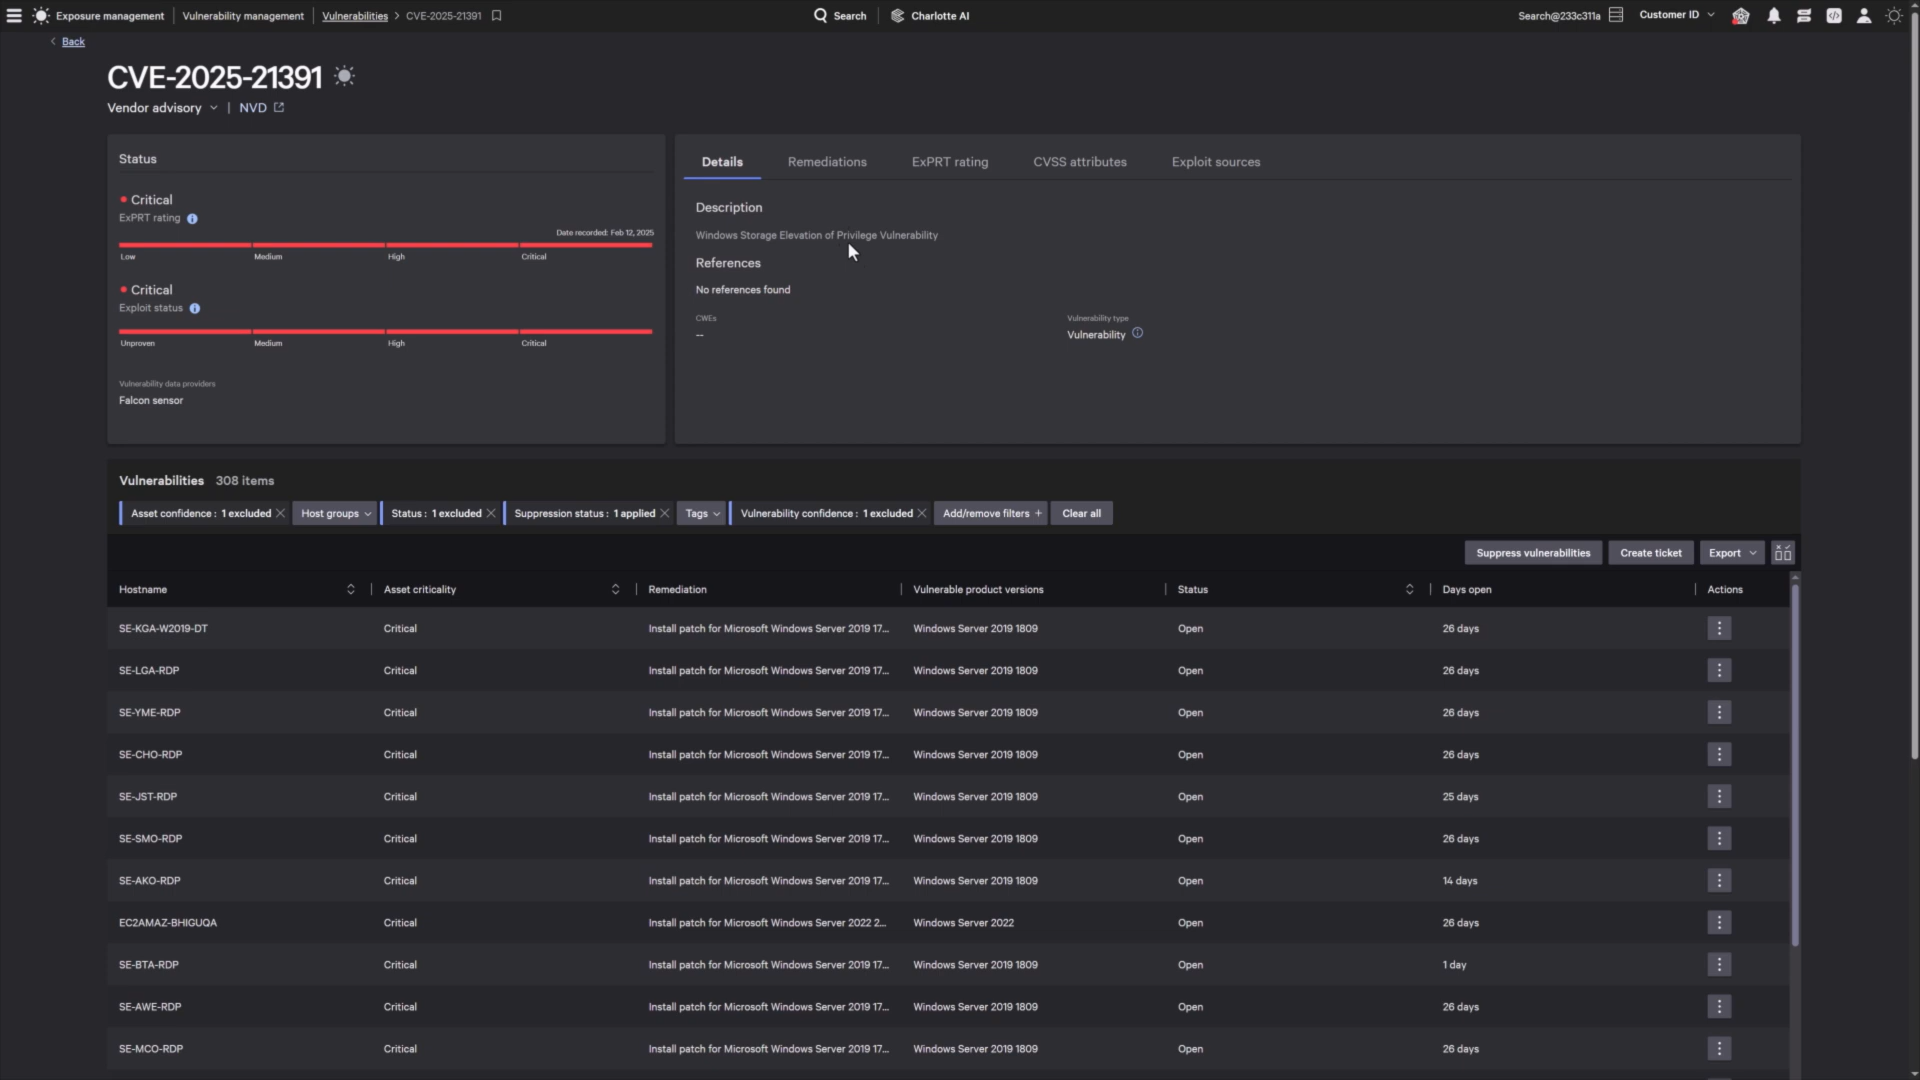 Exposure management | Vulnerability management | Vulnerabilities > CVE-2025-21391 Search Charlotte AI Search@233c311a Customer ID
Back
CVE-2025-21391
Vendor advisory | NVD
Status
Critical
ExPRT rating
Date recorded: Feb 12, 2025
Low Medium High Critical
Critical
Exploit status
Unproven Medium High Critical
Vulnerability data providers
Falcon sensor
Details Remediations ExPRT rating CVSS attributes Exploit sources
Description
Windows Storage Elevation of Privilege Vulnerability
References
No references found
CWEs Vulnerability type
-- Vulnerability
Vulnerabilities 308 items
Asset confidence : 1 excluded Host groups Status : 1 excluded Suppression status : 1 applied Tags Vulnerability confidence : 1 excluded Add/remove filters + Clear all
Suppress vulnerabilities Create ticket Export
Hostname Asset criticality Remediation Vulnerable product versions Status Days open Actions
SE-KGA-W2019-DT Critical Install patch for Microsoft Windows Server 2019 17... Windows Server 2019 1809 Open 26 days
SE-LGA-RDP Critical Install patch for Microsoft Windows Server 2019 17... Windows Server 2019 1809 Open 26 days
SE-YME-RDP Critical Install patch for Microsoft Windows Server 2019 17... Windows Server 2019 1809 Open 26 days
SE-CHO-RDP Critical Install patch for Microsoft Windows Server 2019 17... Windows Server 2019 1809 Open 26 days
SE-JST-RDP Critical Install patch for Microsoft Windows Server 2019 17... Windows Server 2019 1809 Open 25 days
SE-SMO-RDP Critical Install patch for Microsoft Windows Server 2019 17... Windows Server 2019 1809 Open 26 days
SE-AKO-RDP Critical Install patch for Microsoft Windows Server 2019 17... Windows Server 2019 1809 Open 14 days
EC2AMAZ-BHIGUQA Critical Install patch for Microsoft Windows Server 2022 2... Windows Server 2022 Open 26 days
SE-BTA-RDP Critical Install patch for Microsoft Windows Server 2019 17... Windows Server 2019 1809 Open 1 day
SE-AWE-RDP Critical Install patch for Microsoft Windows Server 2019 17... Windows Server 2019 1809 Open 26 days
SE-MCO-RDP Critical Install patch for Microsoft Windows Server 2019 17... Windows Server 2019 1809 Open 26 days